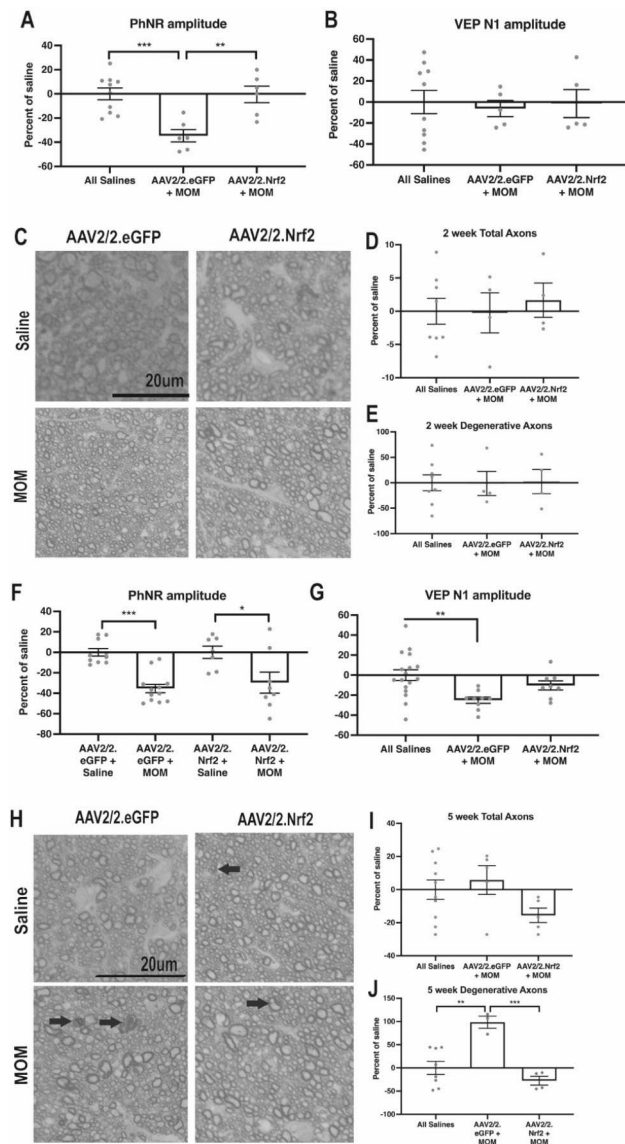 A
PhNR amplitude
***
**
Percent of saline
40
20
0
-20
-40
-60
All Salines
AAV2/2.eGFP
+ MOM
AAV2/2.Nrf2
+ MOM
B
VEP N1 amplitude
Percent of saline
60
40
20
0
-20
-40
-60
All Salines
AAV2/2.eGFP
+ MOM
AAV2/2.Nrf2
+ MOM
C
AAV2/2.eGFP
AAV2/2.Nrf2
Saline
20um
MOM
D
2 week Total Axons
Percent of saline
10
5
0
-5
-10
All Salines
AAV2/2.eGFP
+ MOM
AAV2/2.Nrf2
+ MOM
E
2 week Degenerative Axons
Percent of saline
100
50
0
-50
-100
All Salines
AAV2/2.eGFP
+ MOM
AAV2/2.Nrf2
+ MOM
F
PhNR amplitude
***
*
Percent of saline
40
20
0
-20
-40
-60
-80
AAV2/2.
eGFP +
Saline
AAV2/2.
eGFP +
MOM
AAV2/2.
Nrf2 +
Saline
AAV2/2.
Nrf2 +
MOM
G
VEP N1 amplitude
**
Percent of saline
60
40
20
0
-20
-40
-60
All Salines
AAV2/2.eGFP
+ MOM
AAV2/2.Nrf2
+ MOM
H
AAV2/2.eGFP
AAV2/2.Nrf2
Saline
20um
MOM
I
5 week Total Axons
Percent of saline
40
20
0
-20
-40
All Salines
AAV2/2.eGFP
+ MOM
AAV2/2.Nrf2
+ MOM
J
5 week Degenerative Axons
**
***
Percent of saline
150
100
50
0
-50
-100
All Salines
AAV2/2.
eGFP + MOM
AAV2/2.
Nrf2 + MOM